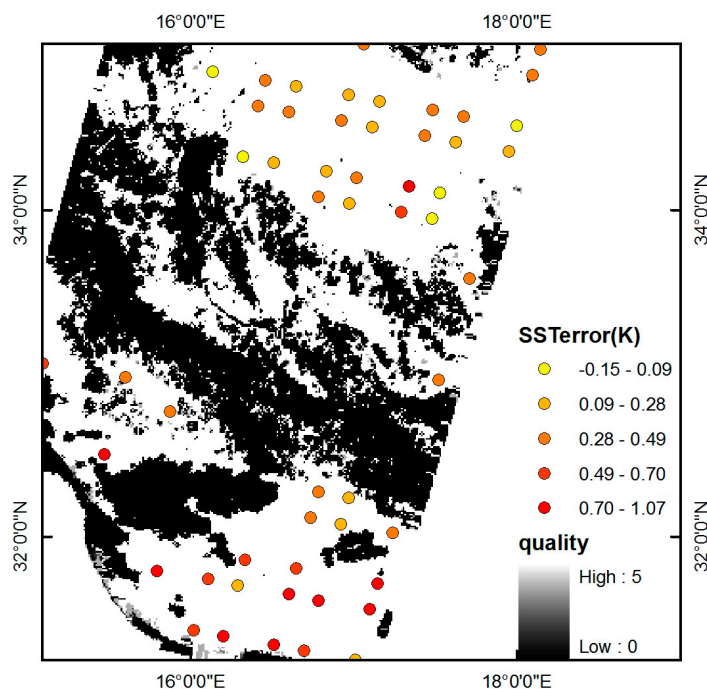 16°0'0"E 18°0'0"E
34°0'0"N 34°0'0"N
SSTerror(K)
-0.15 - 0.09
0.09 - 0.28
0.28 - 0.49
0.49 - 0.70
0.70 - 1.07
32°0'0"N 32°0'0"N
quality
High : 5
Low : 0
16°0'0"E 18°0'0"E